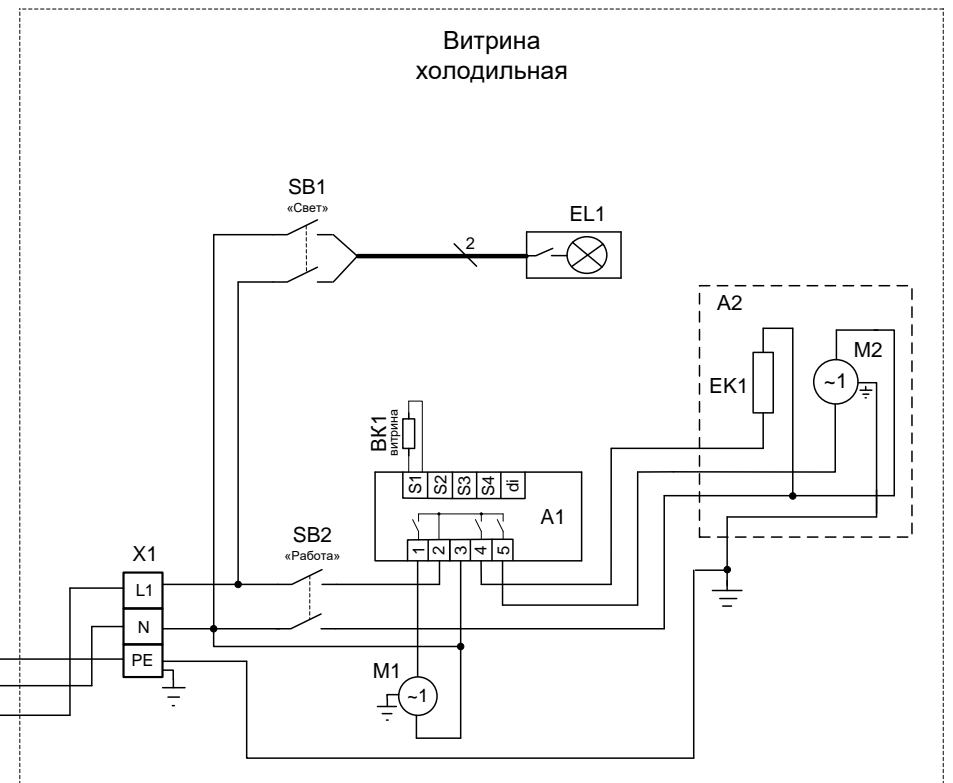 Витрина
холодильная
SB1
«Свет»
2
EL1
A2
EK1
M2
~1
BK1
витрина
S1
S2
S3
S4
di
A1
1
2
3
4
5
SB2
«Работа»
X1
L1
N
PE
M1
~1